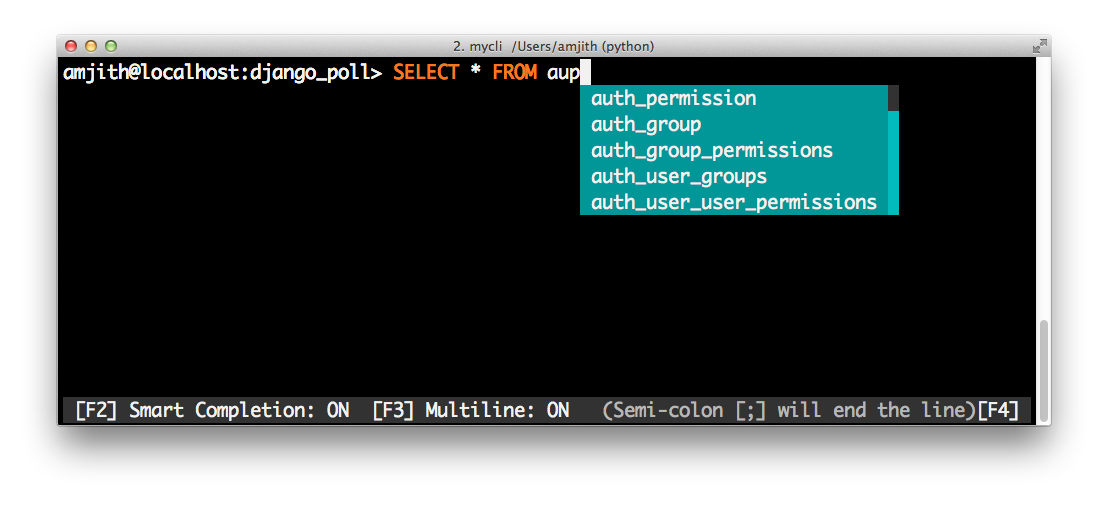 2. mycli /Users/amjith (python)
amjith@localhost:django_poll> SELECT * FROM aup
auth_permission
auth_group
auth_group_permissions
auth_user_groups
auth_user_user_permissions
[F2] Smart Completion: ON [F3] Multiline: ON (Semi-colon [;] will end the line)[F4]